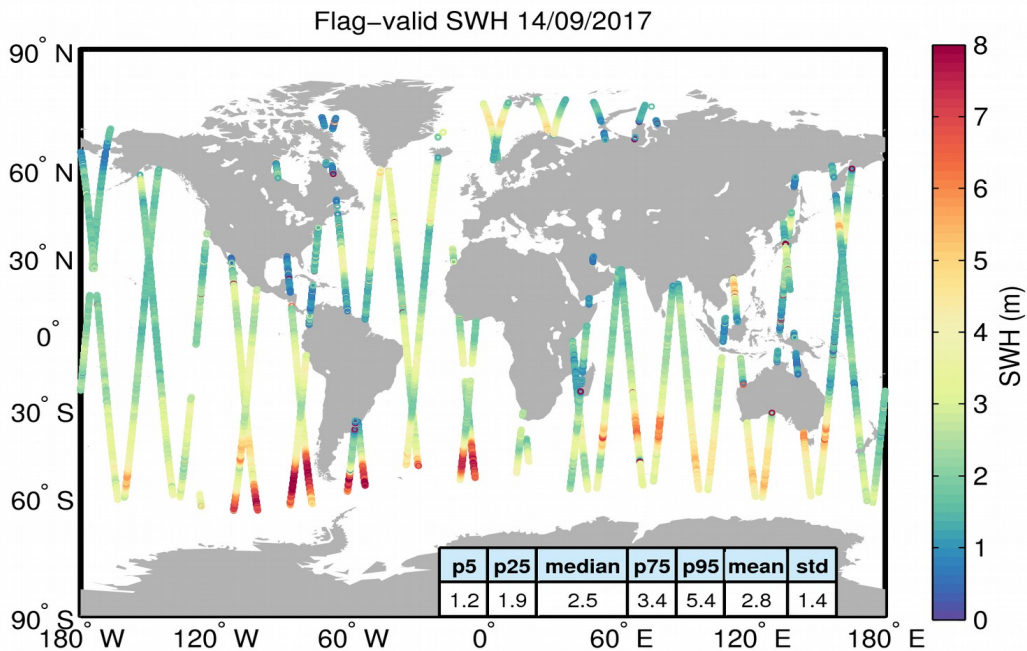 Flag−valid SWH 14/09/2017
90° N
60° N
30° N
0°
30° S
60° S
90° S
180° W
120° W
60° W
0°
60° E
120° E
180° E
8
7
6
5
4
3
2
1
0
SWH (m)
p5 p25 median p75 p95 mean std
1.2 1.9 2.5 3.4 5.4 2.8 1.4